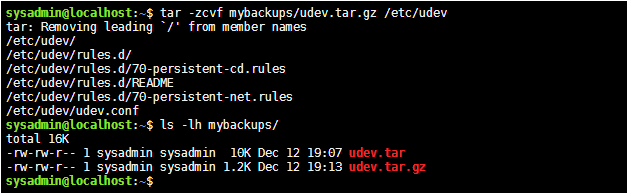 sysadmin@localhost:~$ tar -zcvf mybackups/udev.tar.gz /etc/udev
tar: Removing leading `/' from member names
/etc/udev/
/etc/udev/rules.d/
/etc/udev/rules.d/70-persistent-cd.rules
/etc/udev/rules.d/README
/etc/udev/rules.d/70-persistent-net.rules
/etc/udev/udev.conf
sysadmin@localhost:~$ ls -lh mybackups/
total 16K
-rw-rw-r-- 1 sysadmin sysadmin  10K Dec 12 19:07 udev.tar
-rw-rw-r-- 1 sysadmin sysadmin 1.2K Dec 12 19:13 udev.tar.gz
sysadmin@localhost:~$